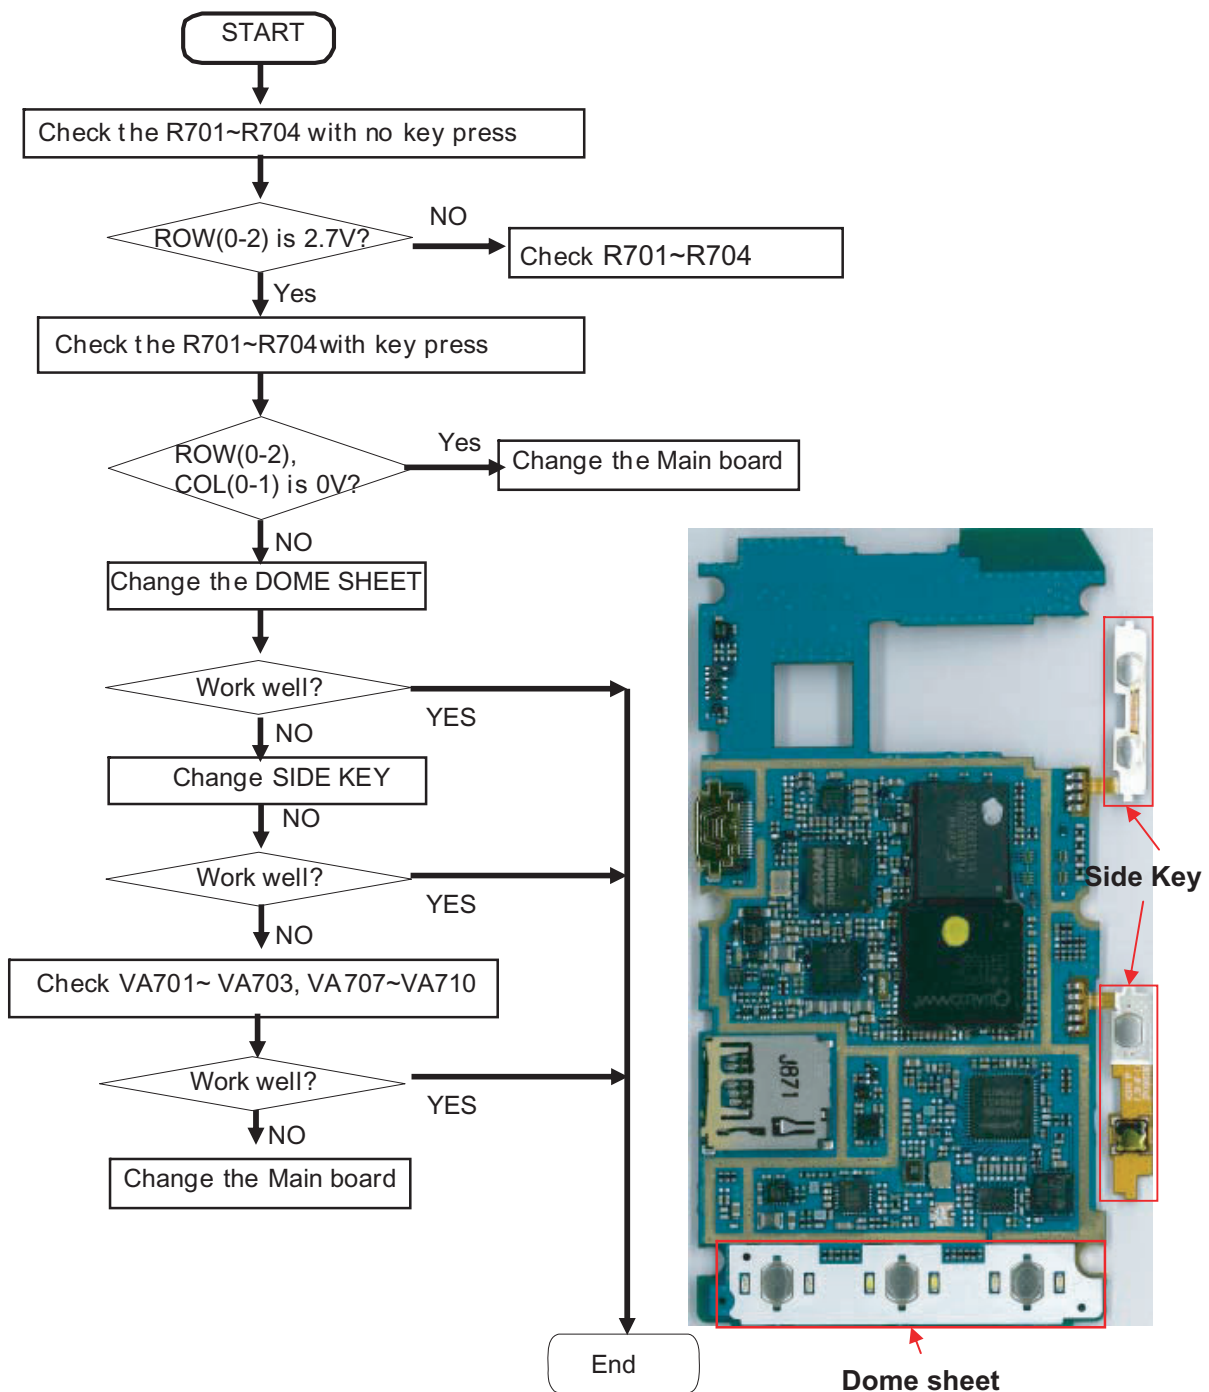 START
Check the R701~R704 with no key press
ROW(0-2) is 2.7V?
NO
Check R701~R704
Yes
Check the R701~R704with key press
ROW(0-2),
COL(0-1) is 0V?
Yes
Change the Main board
NO
Change the DOME SHEET
Work well?
YES
NO
Change SIDE KEY
NO
Work well?
YES
NO
Check VA701~ VA703, VA707~VA710
Work well?
YES
NO
Change the Main board
End
Side Key
QUALCOMM
J871
Dome sheet